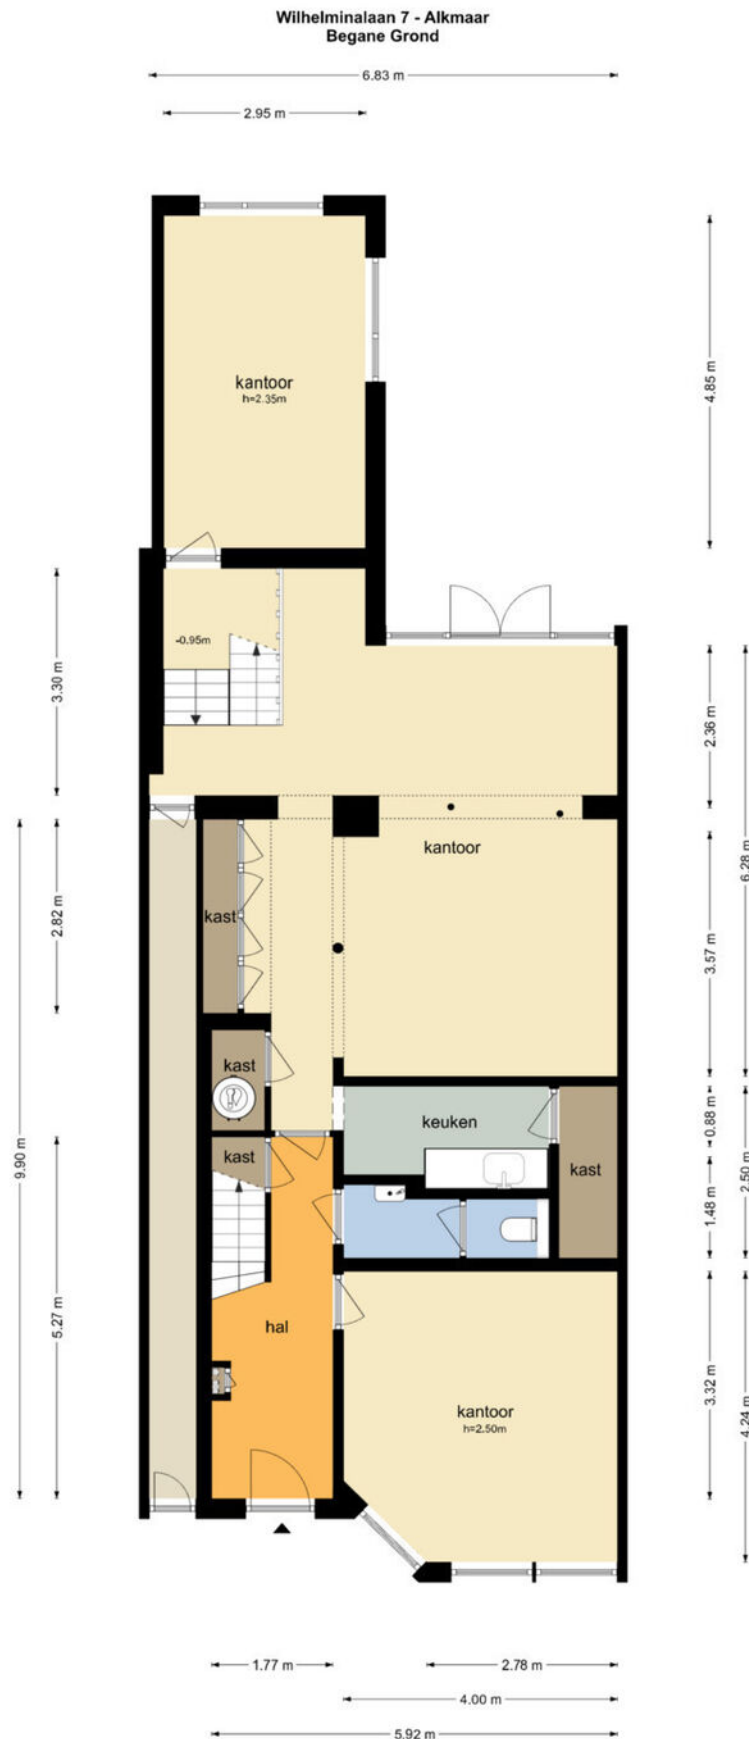 Wilhelminalaan 7 - Alkmaar
Begane Grond
6.83 m
2.95 m
kantoor
h=2.35m
4.85 m
-0.95m
3.30 m
2.36 m
kantoor
6.28 m
kast
2.82 m
3.57 m
kast
keuken
0.88 m
kast
kast
9.90 m
2.50 m
1.48 m
5.27 m
hal
3.32 m
kantoor
h=2.50m
4.24 m
1.77 m
2.78 m
4.00 m
5.92 m